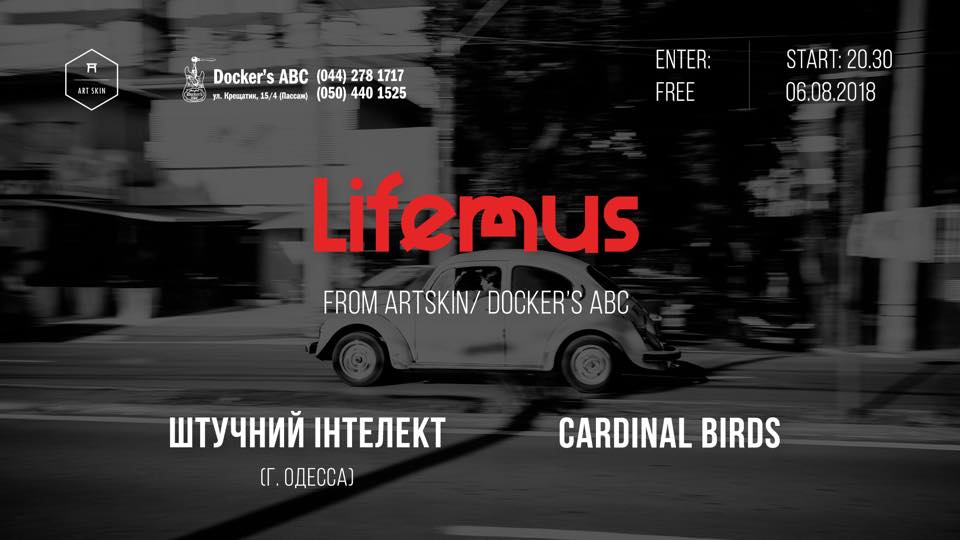 ART SKIN
Docker's ABC (044) 278 1717
ул. Крещатик, 15/4 (Пассаж) (050) 440 1525
ENTER:
FREE
START: 20.30
06.08.2018
Lifemus
FROM ARTSKIN/ DOCKER'S ABC
ШТУЧНИЙ ІНТЕЛЕКТ
(Г. ОДЕССА)
CARDINAL BIRDS